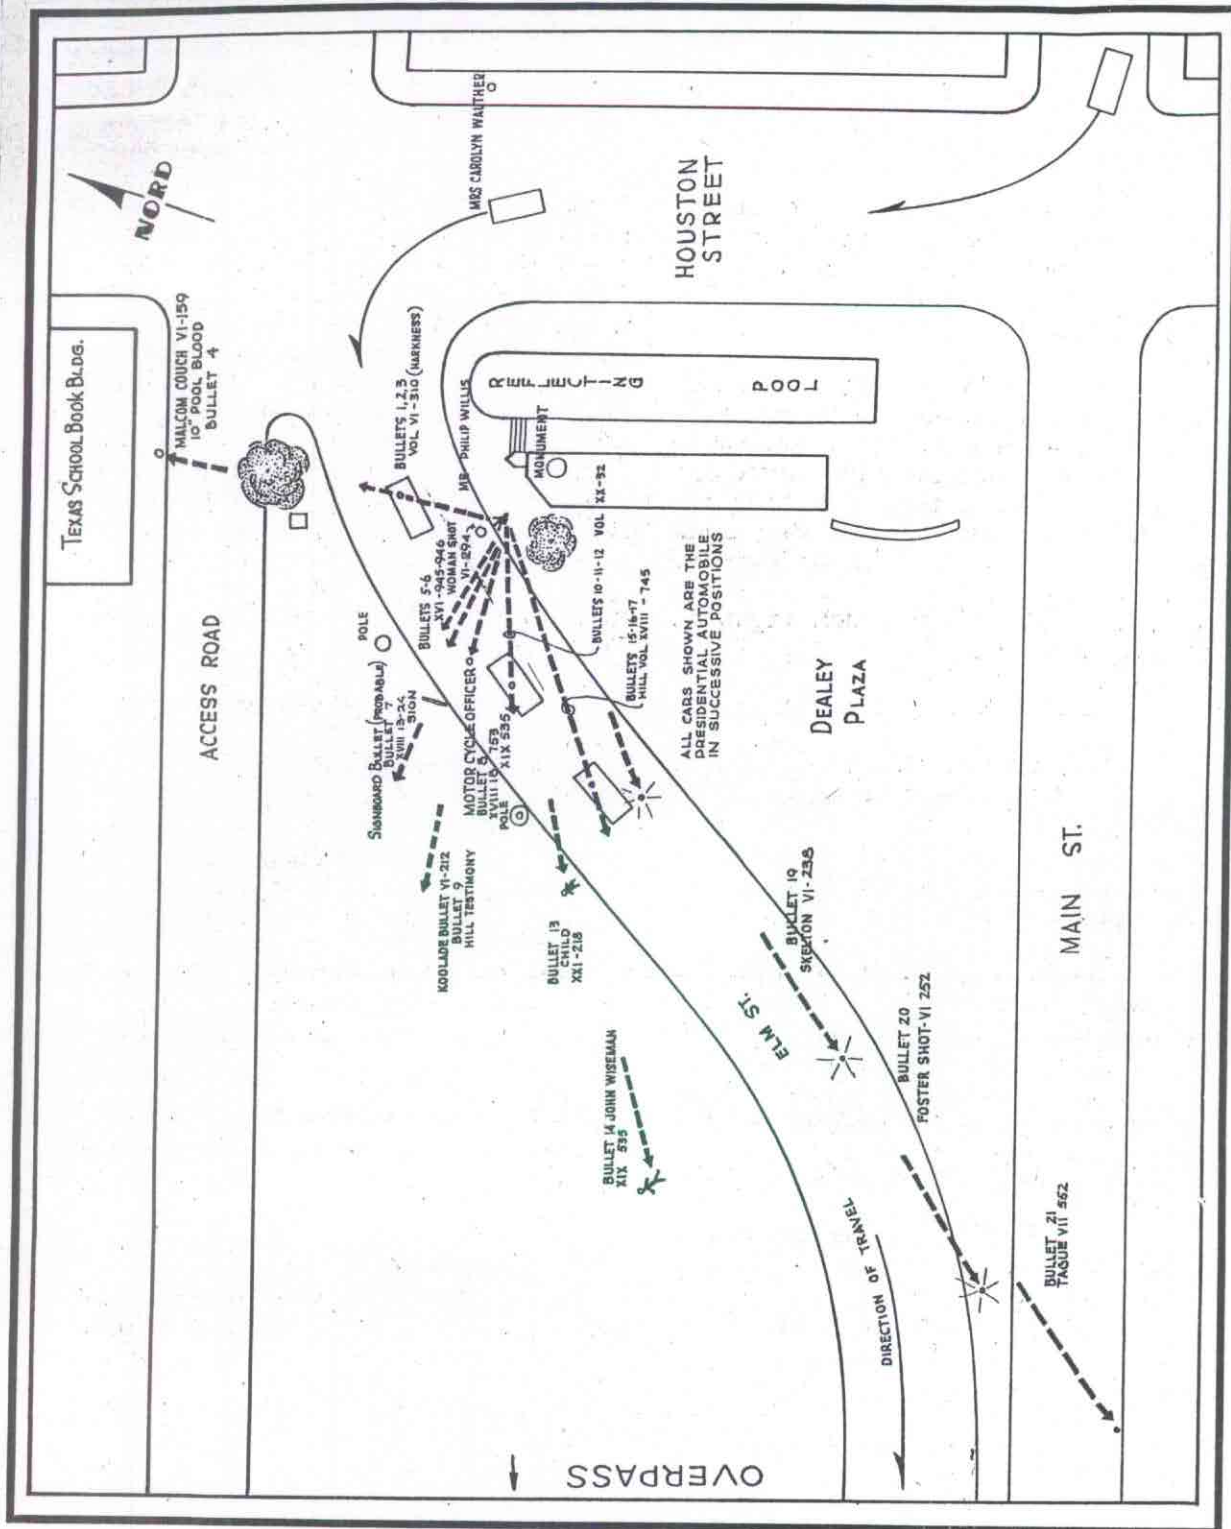 NORD
TEXAS SCHOOL BOOK BLDG.
MALCOM COUCH VI-159
10" POOL BLOOD
BULLET 4
MRS CAROLYN WAUTHER
HOUSTON
STREET
ACCESS ROAD
BULLETS 1,2,3
VOL VI-310 (HARKNESS)
MR. PHILIP WILLIS
REFLECTING
POOL
MONUMENT
POLE
BULLETS 5-6
XVI-945-946
WOMAN SHOT
VI-294
SIGNBOARD BULLET (PROBABLE)
BULLET 7
XVIII 13-24
SIGN
MOTOR CYCLE OFFICER
BULLET 8
XVIII 16 753
POLE XIX 536
BULLETS 10-11-12 VOL XX-32
BULLETS 15-16-17
HILL VOL XVIII-745
ALL CARS SHOWN ARE THE
PRESIDENTIAL AUTOMOBILE
IN SUCCESSIVE POSITIONS
DEALEY
PLAZA
KOOLADE BULLET VI-212
BULLET 9
HILL TESTIMONY
BULLET 13
CHILD
XXI-218
BULLET 14 JOHN WISEMAN
XIX 535
ELM ST.
BULLET 19
SKELTON VI-238
MAIN ST.
BULLET 20
FOSTER SHOT-VI 252
BULLET 21
TAGUE VII 562
DIRECTION OF TRAVEL
OVERPASS